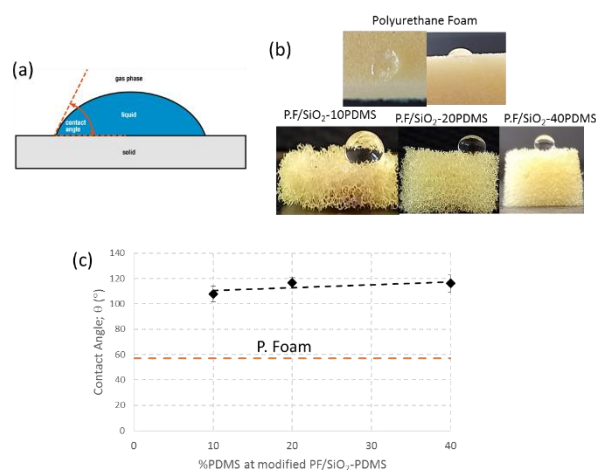 (a)
gas phase
liquid
contact
angle
solid
(b)
Polyurethane Foam
P.F/SiO₂-10PDMS
P.F/SiO₂-20PDMS
P.F/SiO₂-40PDMS
(c)
Contact Angle; Θ (°)
140
120
100
80
60
40
20
0
P. Foam
0
10
20
30
40
%PDMS at modified PF/SiO₂-PDMS